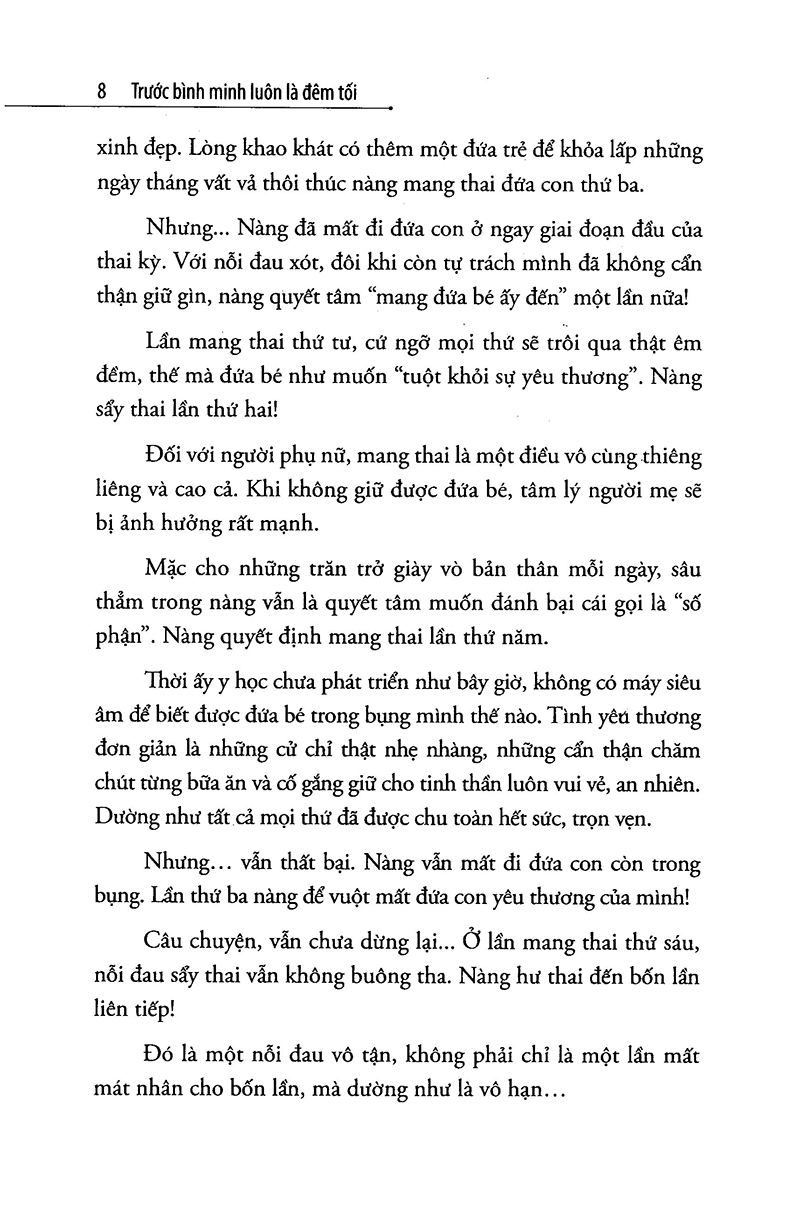 8 Trước bình minh luôn là đêm tối
xinh đẹp. Lòng khao khát có thêm một đứa trẻ để khỏa lấp những
ngày tháng vất vả thôi thúc nàng mang thai đứa con thứ ba.
Nhưng... Nàng đã mất đi đứa con ở ngay giai đoạn đầu của
thai kỳ. Với nỗi đau xót, đôi khi còn tự trách mình đã không cẩn
thận giữ gìn, nàng quyết tâm “mang đứa bé ấy đến” một lần nữa!
Lần mang thai thứ tư, cứ ngỡ mọi thứ sẽ trôi qua thật êm
đềm, thế mà đứa bé như muốn “tuột khỏi sự yêu thương”. Nàng
sẩy thai lần thứ hai!
Đối với người phụ nữ, mang thai là một điều vô cùng thiêng
liêng và cao cả. Khi không giữ được đứa bé, tâm lý người mẹ sẽ
bị ảnh hưởng rất mạnh.
Mặc cho những trăn trở giày vò bản thân mỗi ngày, sâu
thẳm trong nàng vẫn là quyết tâm muốn đánh bại cái gọi là “số
phận”. Nàng quyết định mang thai lần thứ năm.
Thời ấy y học chưa phát triển như bây giờ, không có máy siêu
âm để biết được đứa bé trong bụng mình thế nào. Tình yêu thương
đơn giản là những cử chỉ thật nhẹ nhàng, những cẩn thận chăm
chút từng bữa ăn và cố gắng giữ cho tinh thần luôn vui vẻ, an nhiên.
Dường như tất cả mọi thứ đã được chu toàn hết sức, trọn vẹn.
Nhưng… vẫn thất bại. Nàng vẫn mất đi đứa con còn trong
bụng. Lần thứ ba nàng để vuột mất đứa con yêu thương của mình!
Câu chuyện, vẫn chưa dừng lại... Ở lần mang thai thứ sáu,
nỗi đau sẩy thai vẫn không buông tha. Nàng hư thai đến bốn lần
liên tiếp!
Đó là một nỗi đau vô tận, không phải chỉ là một lần mất
mát nhân cho bốn lần, mà dường như là vô hạn…